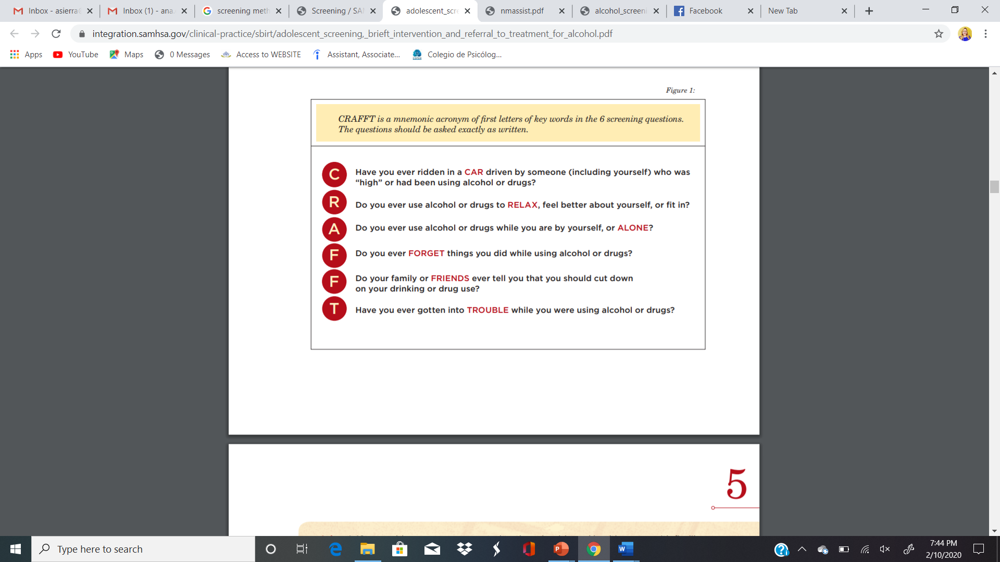 Inbox - asierra
Inbox (1) - ana.
screening meth
Screening / SA
adolescent_scre
nmassist.pdf
alcohol_screeni
Facebook
New Tab
integration.samhsa.gov/clinical-practice/sbirt/adolescent_screening,_brieft_intervention_and_referral_to_treatment_for_alcohol.pdf
Apps
YouTube
Maps
0 Messages
Access to WEBSITE
Assistant, Associate...
Colegio de Psicólog...
Figure 1:
CRAFFT is a mnemonic acronym of first letters of key words in the 6 screening questions.
The questions should be asked exactly as written.
C
Have you ever ridden in a CAR driven by someone (including yourself) who was
“high” or had been using alcohol or drugs?
R
Do you ever use alcohol or drugs to RELAX, feel better about yourself, or fit in?
A
Do you ever use alcohol or drugs while you are by yourself, or ALONE?
F
Do you ever FORGET things you did while using alcohol or drugs?
F
Do your family or FRIENDS ever tell you that you should cut down
on your drinking or drug use?
T
Have you ever gotten into TROUBLE while you were using alcohol or drugs?
5
Type here to search
7:44 PM
2/10/2020